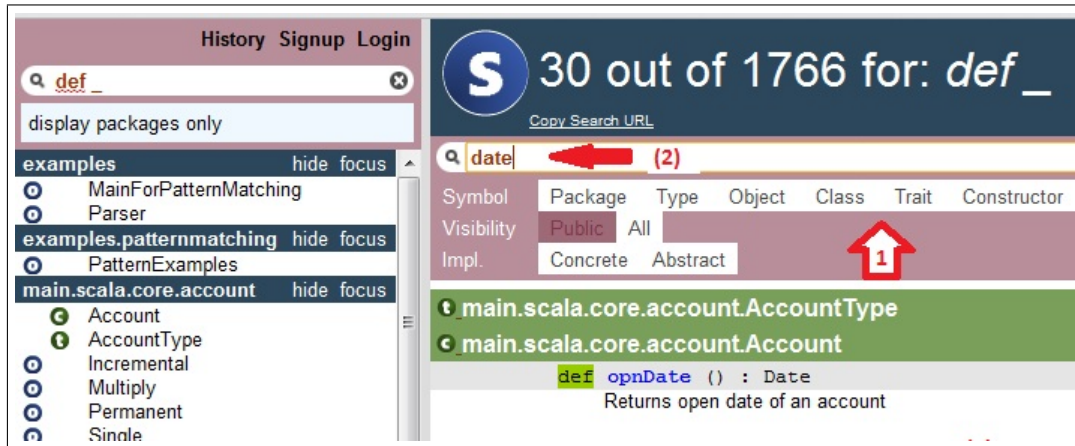 History Signup Login
def _
display packages only
examples hide focus
MainForPatternMatching
Parser
examples.patternmatching hide focus
PatternExamples
main.scala.core.account hide focus
Account
AccountType
Incremental
Multiply
Permanent
Single
S
30 out of 1766 for: def _
Copy Search URL
date (2)
Symbol Package Type Object Class Trait Constructor
Visibility Public All
Impl. Concrete Abstract
1
main.scala.core.account.AccountType
main.scala.core.account.Account
def opnDate () : Date
Returns open date of an account